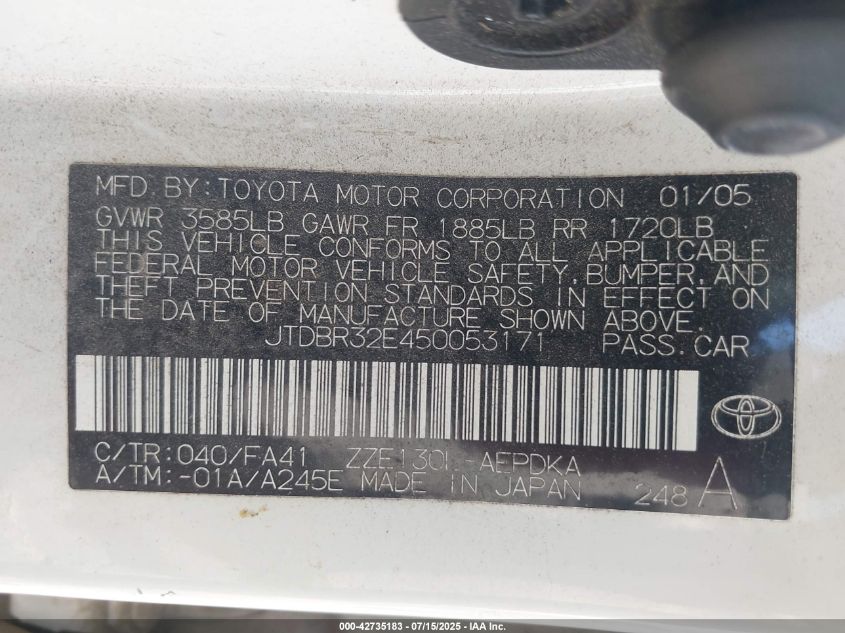 MFD. BY: TOYOTA MOTOR CORPORATION 01/05
GVWR 3585LB GAWR FR 1885LB RR 1720LB
THIS VEHICLE CONFORMS TO ALL APPLICABLE
FEDERAL MOTOR VEHICLE SAFETY, BUMPER, AND
THEFT PREVENTION STANDARDS IN EFFECT ON
THE DATE OF MANUFACTURE SHOWN ABOVE.
JTDBR32E450053171 PASS. CAR
C/TR: 040/FA41 ZZE130L-AEPDKA
A/TM: -01A/A245E MADE IN JAPAN 248 A
000-42735183 - 07/15/2025 - IAA Inc.